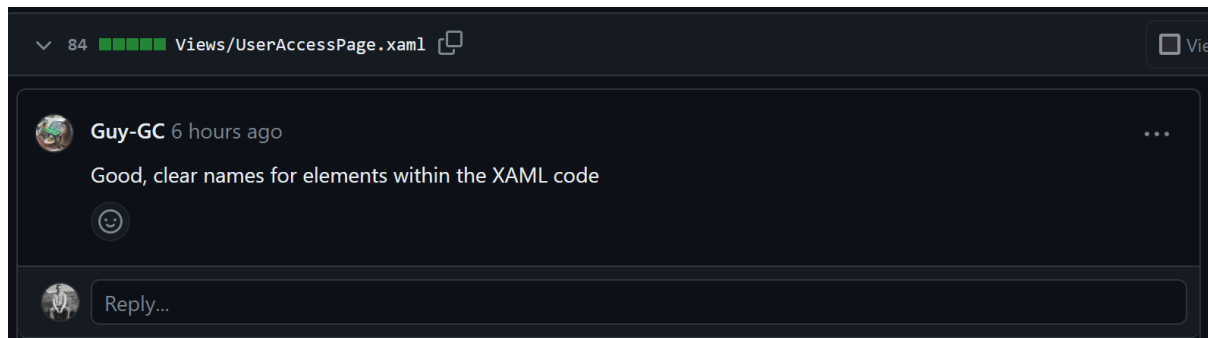 84 Views/UserAccessPage.xaml Vie
Guy-GC 6 hours ago
Good, clear names for elements within the XAML code
Reply...